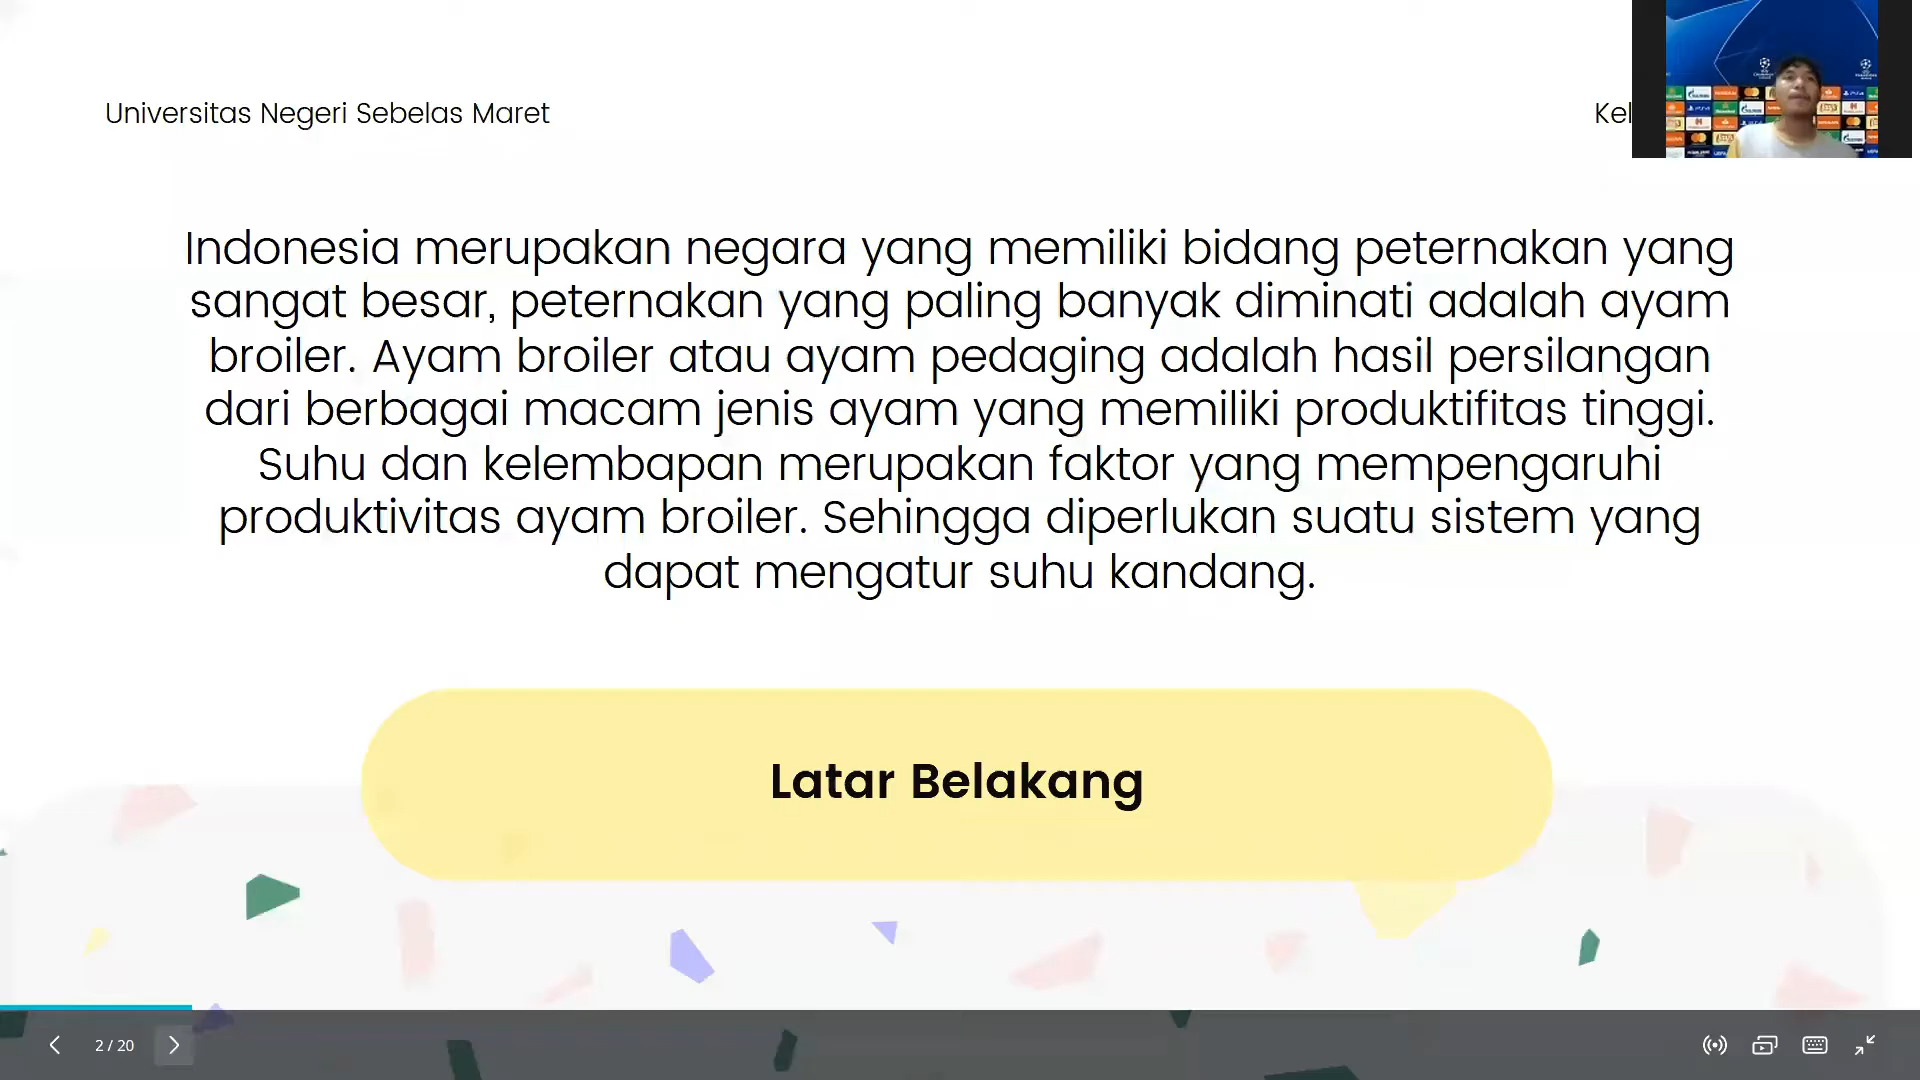 Universitas Negeri Sebelas Maret
Indonesia merupakan negara yang memiliki bidang peternakan yang
sangat besar, peternakan yang paling banyak diminati adalah ayam
broiler. Ayam broiler atau ayam pedaging adalah hasil persilangan
dari berbagai macam jenis ayam yang memiliki produktifitas tinggi.
Suhu dan kelembapan merupakan faktor yang mempengaruhi
produktivitas ayam broiler. Sehingga diperlukan suatu sistem yang
dapat mengatur suhu kandang.
Latar Belakang
2 / 20